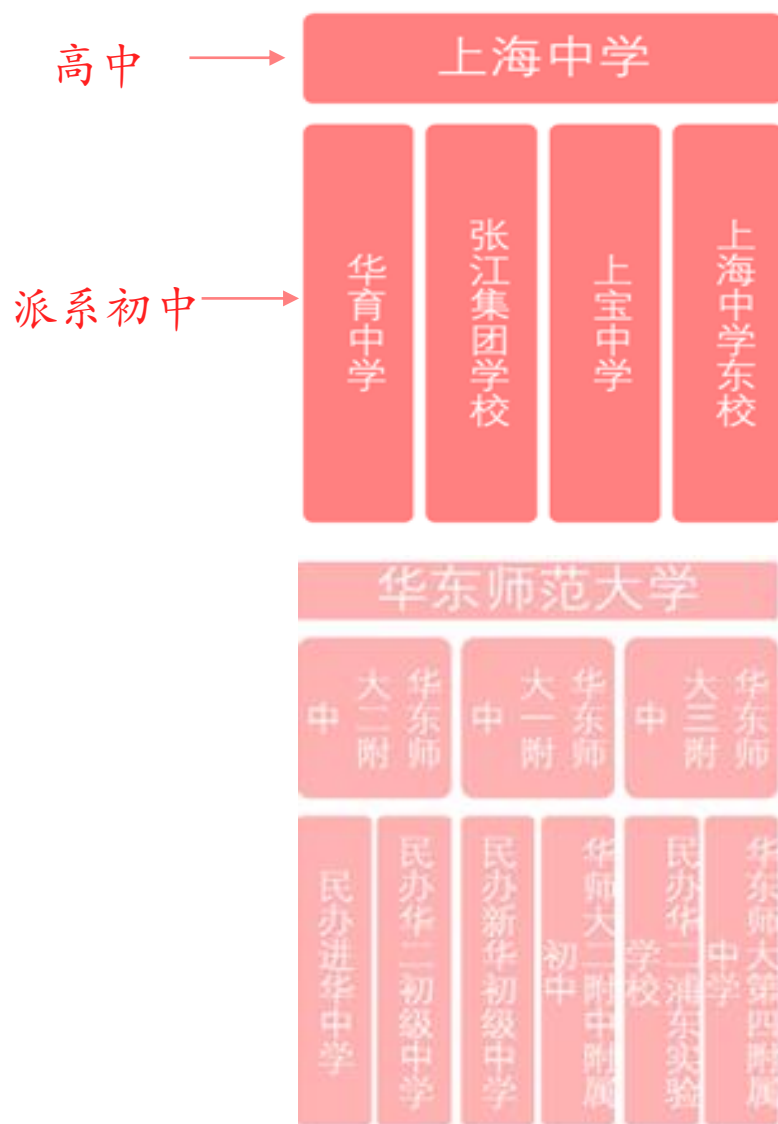 高中
上海中学
派系初中
华育中学
张江集团学校
上宝中学
上海中学东校
华东师范大学
华东师大二附中
华东师大一附中
华东师大三附中
民办进华中学
民办华二初级中学
民办新华初级中学
华师大二附中附属初中
民办华二浦东实验学校
华东师大第四附属中学